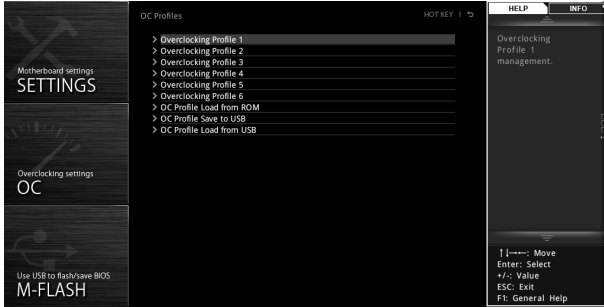 OC Profiles
HOT KEY |
HELP
INFO
Motherboard settings
SETTINGS
Overclocking settings
OC
Use USB to flash/save BIOS
M-FLASH
> Overclocking Profile 1
> Overclocking Profile 2
> Overclocking Profile 3
> Overclocking Profile 4
> Overclocking Profile 5
> Overclocking Profile 6
> OC Profile Load from ROM
> OC Profile Save to USB
> OC Profile Load from USB
Overclocking
Profile 1
management.
↑↓→←: Move
Enter: Select
+/-: Value
ESC: Exit
F1: General Help